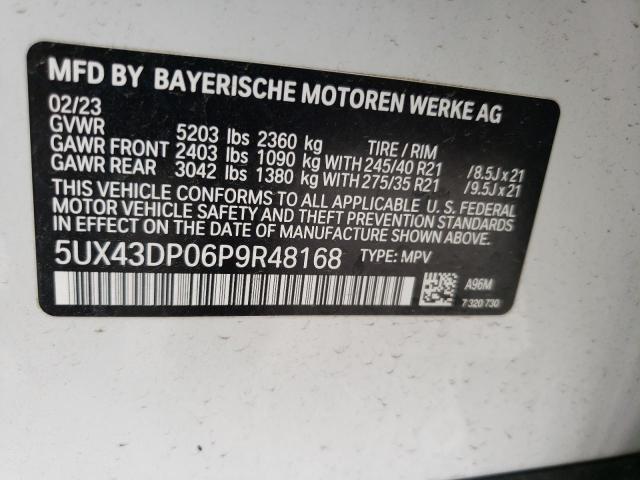 MFD BY BAYERISCHE MOTOREN WERKE AG
02/23
GVWR 5203 lbs 2360 kg TIRE / RIM
GAWR FRONT 2403 lbs 1090 kg WITH 245/40 R21 /8.5J x 21
GAWR REAR 3042 lbs 1380 kg WITH 275/35 R21 /9.5J x 21
THIS VEHICLE CONFORMS TO ALL APPLICABLE U. S. FEDERAL
MOTOR VEHICLE SAFETY AND THEFT PREVENTION STANDARDS
IN EFFECT ON THE DATE OF MANUFACTURE SHOWN ABOVE.
5UX43DP06P9R48168 TYPE: MPV
A96M
7 320 730